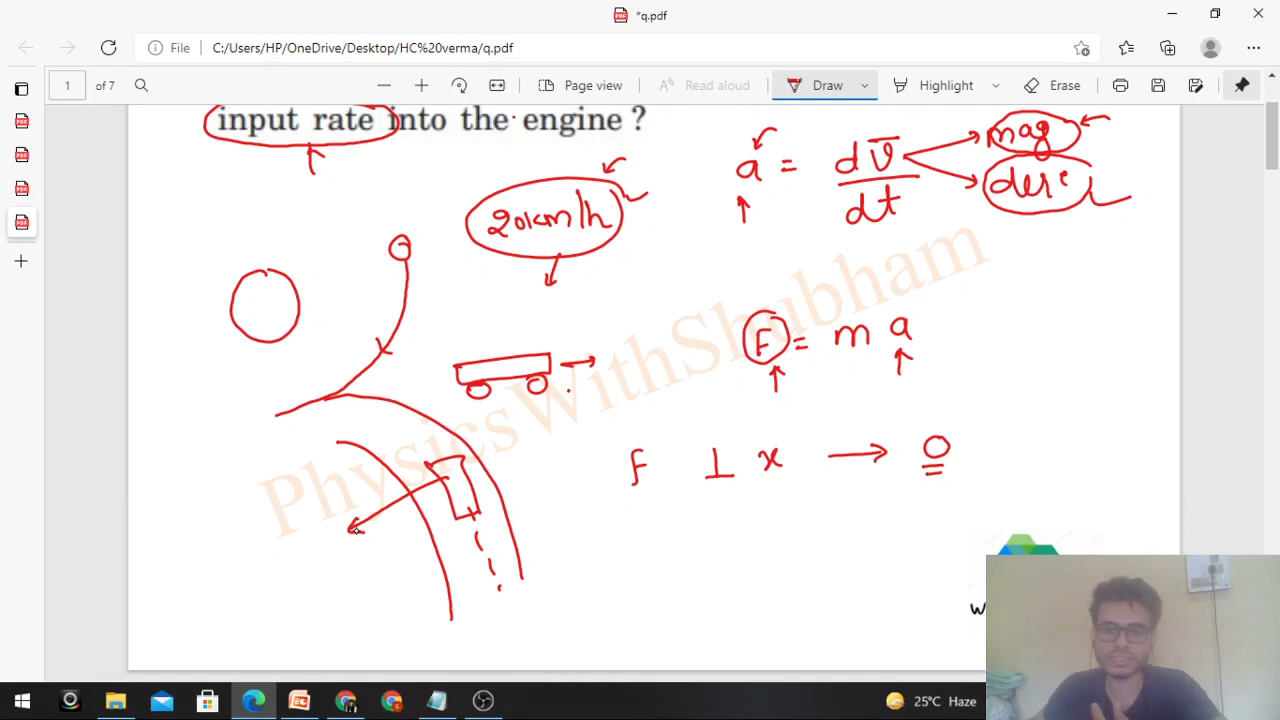 *q.pdf
File C:/Users/HP/OneDrive/Desktop/HC%20verma/q.pdf
1 of 7 Page view Read aloud Draw Highlight Erase
input rate into the engine ?
a = dv̅/dt
mag
20km/h
F = m a
F ⊥ x → 0
PhysicsWithShubham
25°C Haze